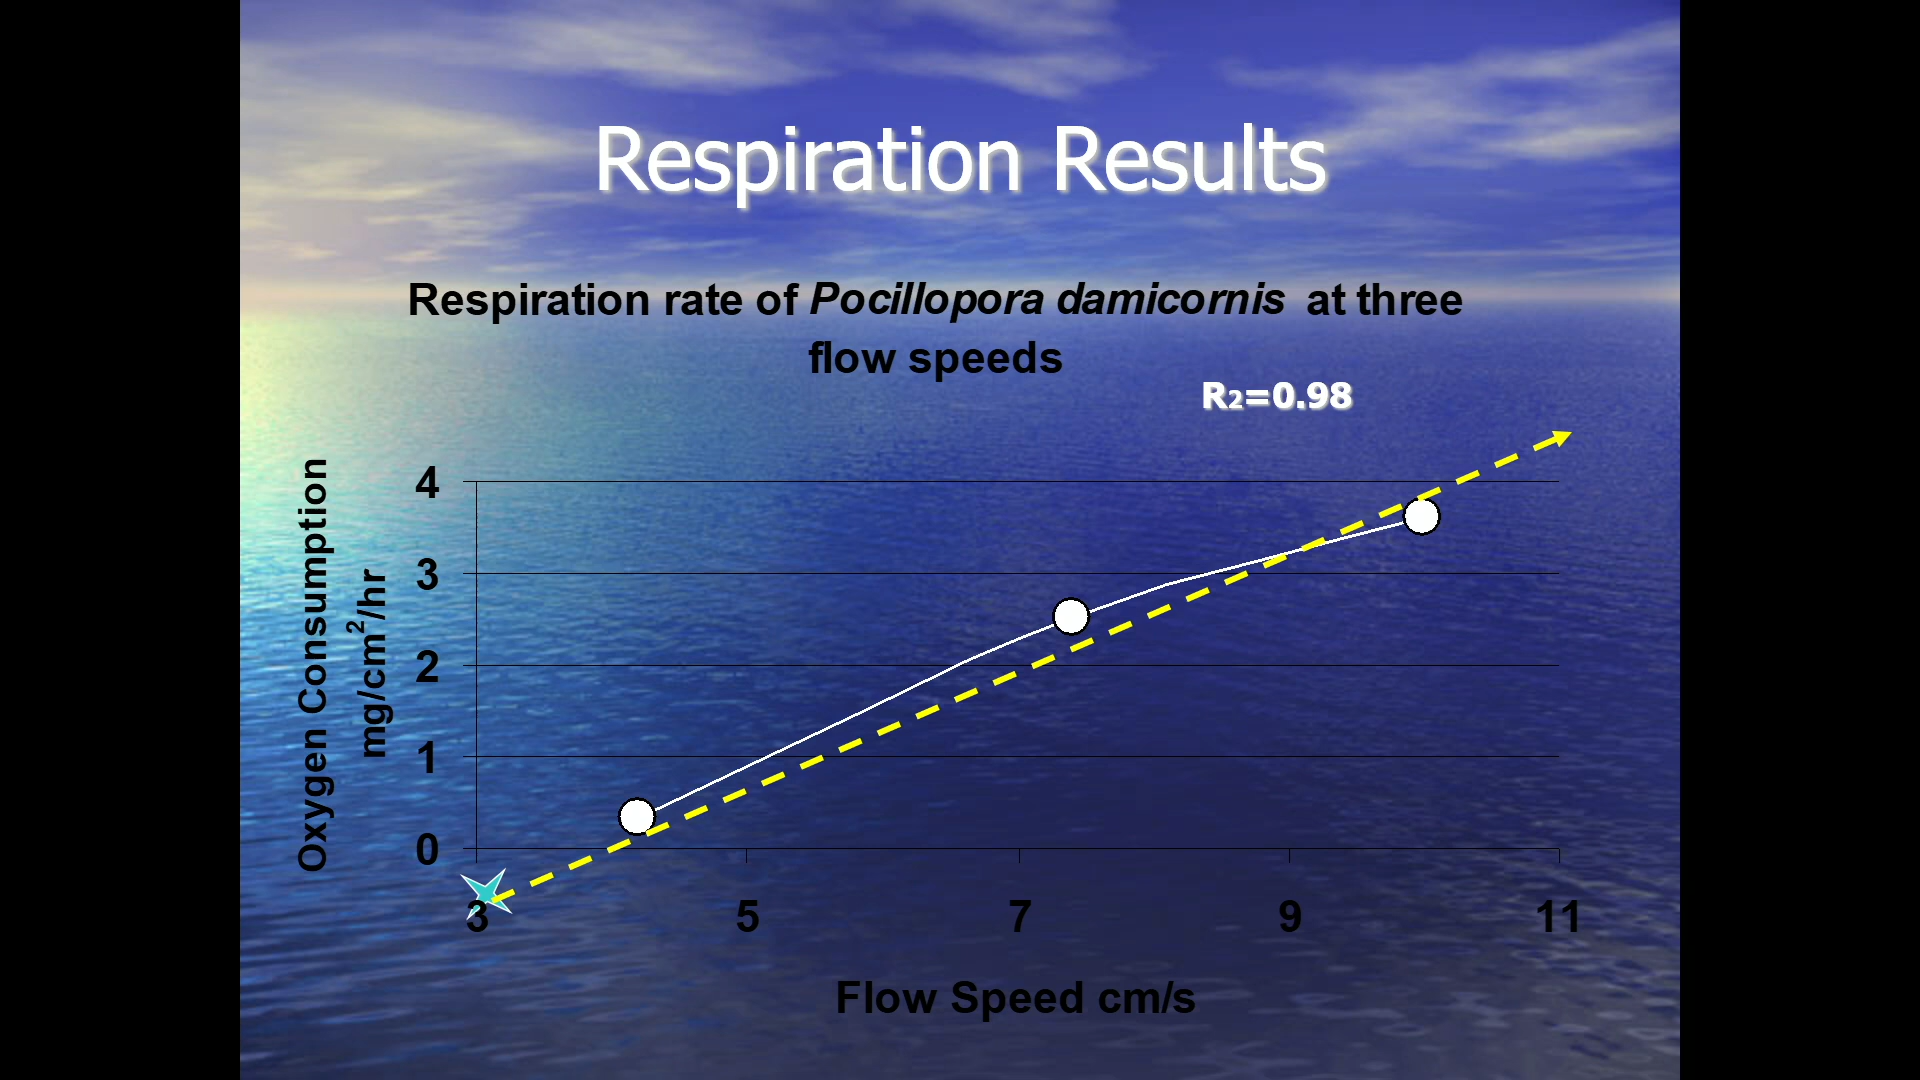 Respiration Results
Respiration rate of Pocillopora damicornis at three
flow speeds
R2=0.98
Oxygen Consumption
mg/cm²/hr
4
3
2
1
0
3 5 7 9 11
Flow Speed cm/s